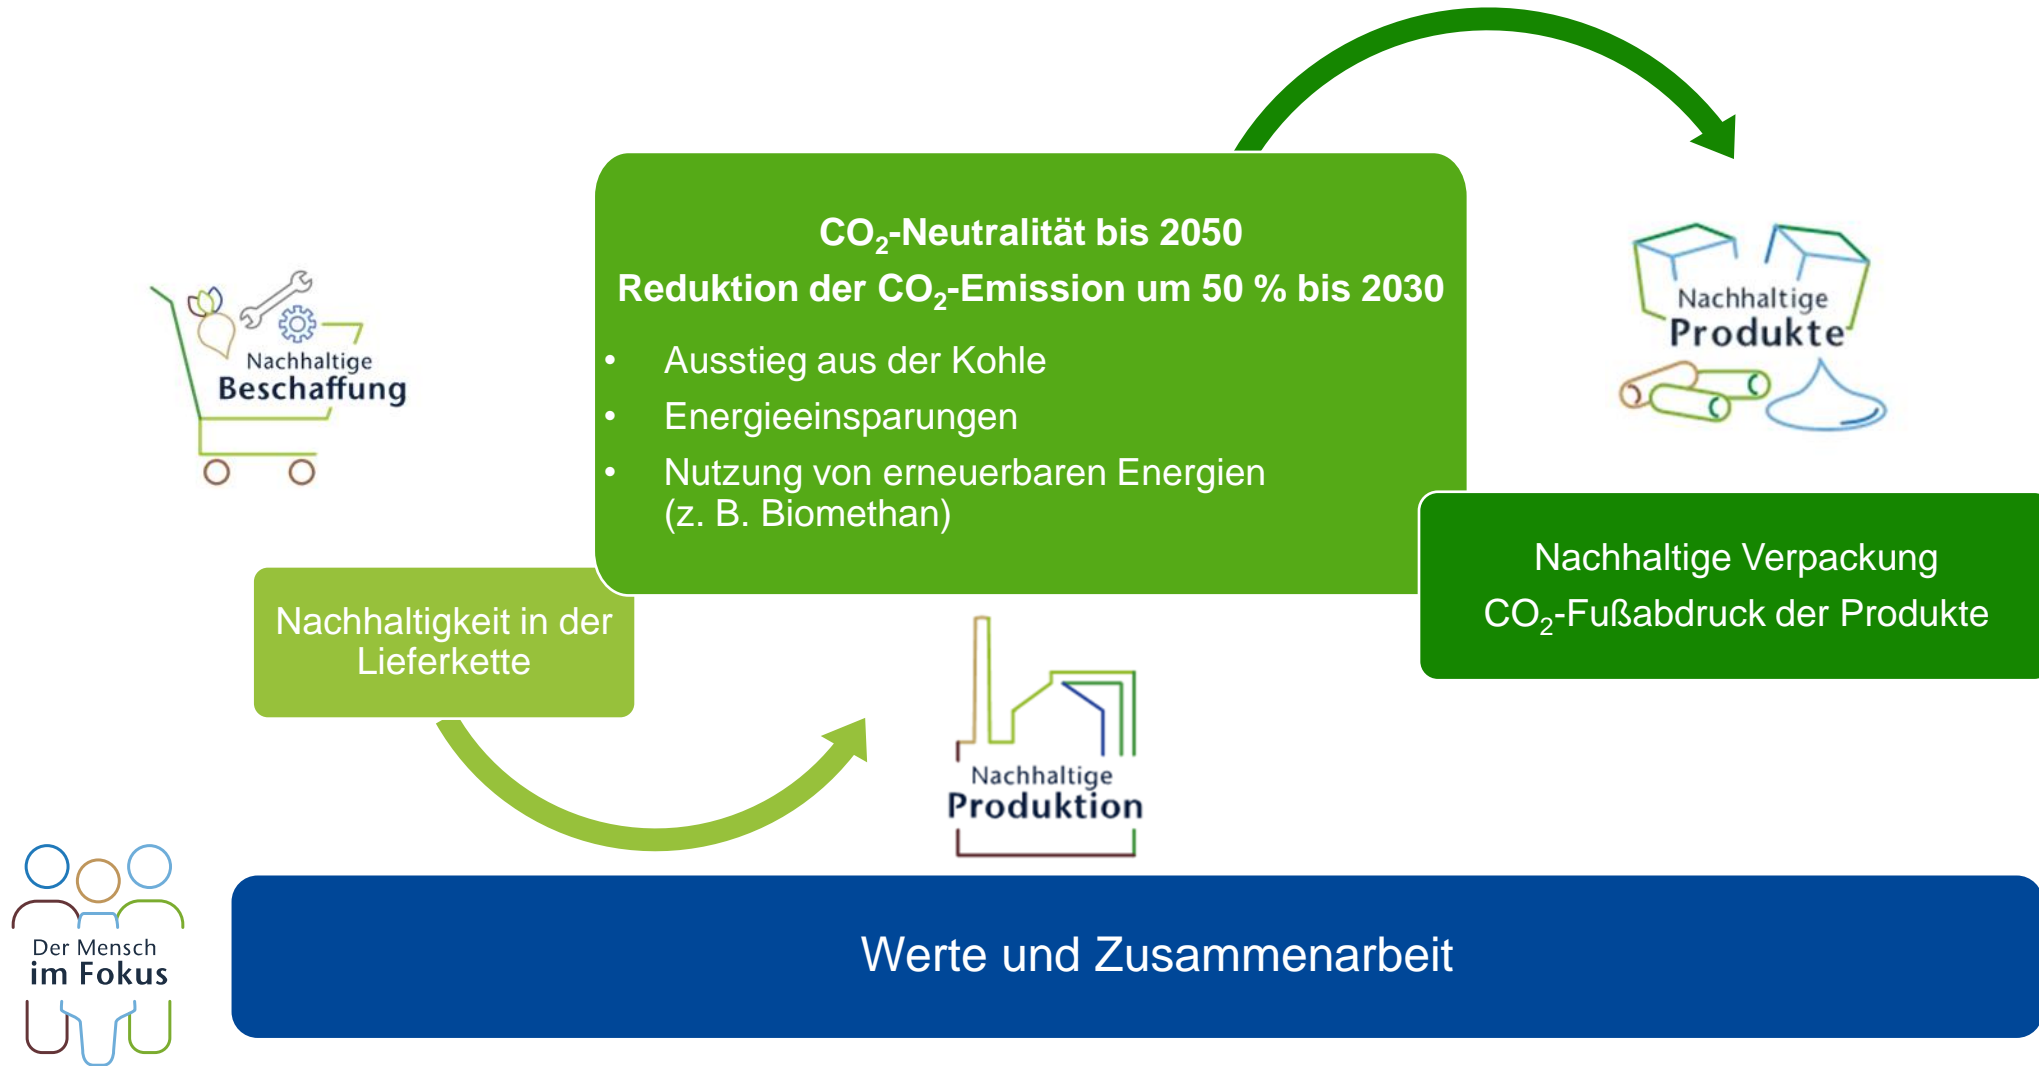 Nachhaltige
Beschaffung
Nachhaltigkeit in der
Lieferkette
CO₂-Neutralität bis 2050
Reduktion der CO₂-Emission um 50 % bis 2030
• Ausstieg aus der Kohle
• Energieeinsparungen
• Nutzung von erneuerbaren Energien
(z. B. Biomethan)
Nachhaltige
Produktion
Nachhaltige
Produkte
Nachhaltige Verpackung
CO₂-Fußabdruck der Produkte
Der Mensch
im Fokus
Werte und Zusammenarbeit